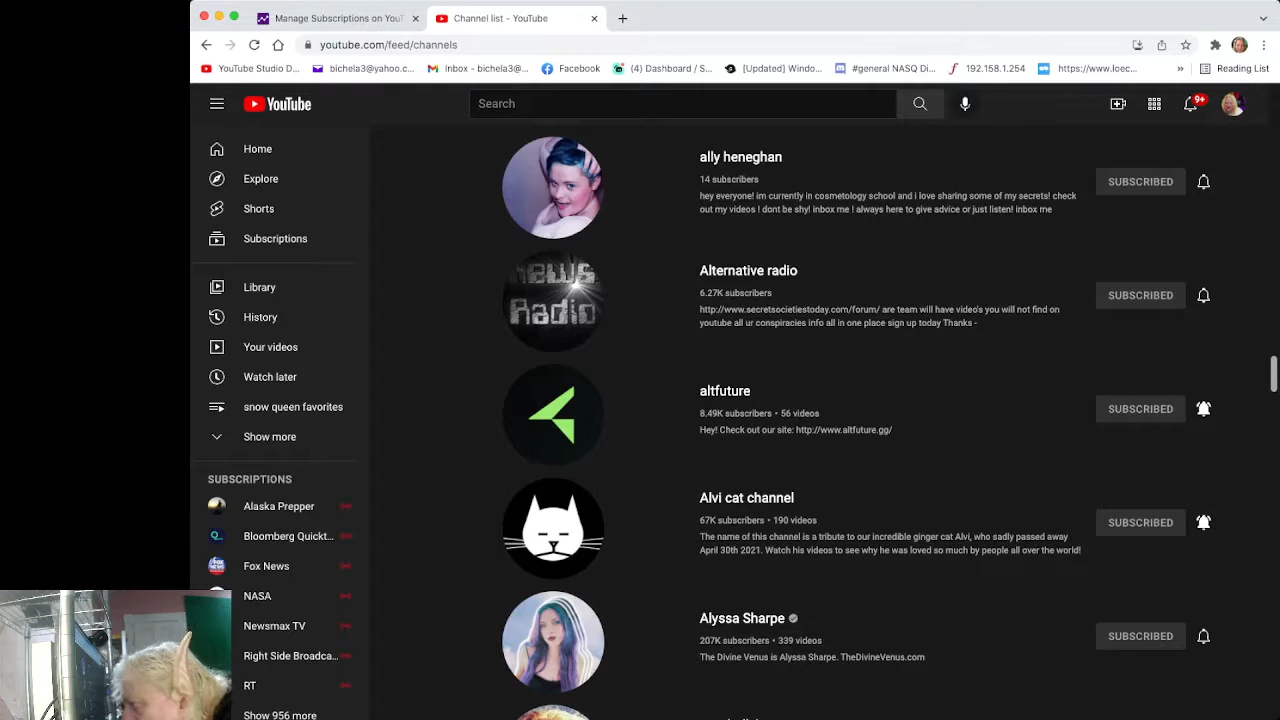 Manage Subscriptions on YouT
Channel list - YouTube
youtube.com/feed/channels
YouTube Studio D...
bichela3@yahoo.c...
Inbox - bichela3@...
Facebook
(4) Dashboard / S...
[Updated] Windo...
#general NASQ Di...
192.158.1.254
https://www.loec...
»
Reading List
YouTube
Search
9+
Home
Explore
Shorts
Subscriptions
Library
History
Your videos
Watch later
snow queen favorites
Show more
SUBSCRIPTIONS
Alaska Prepper
Bloomberg Quickt...
Fox News
NASA
Newsmax TV
Right Side Broadca...
RT
Show 956 more
ally heneghan
14 subscribers
hey everyone! im currently in cosmetology school and i love sharing some of my secrets! check
out my videos ! dont be shy! inbox me ! always here to give advice or just listen! inbox me
SUBSCRIBED
news
Radio
Alternative radio
6.27K subscribers
http://www.secretsocietiestoday.com/forum/ are team will have video's you will not find on
youtube all ur conspiracies info all in one place sign up today Thanks -
SUBSCRIBED
altfuture
8.49K subscribers • 56 videos
Hey! Check out our site: http://www.altfuture.gg/
SUBSCRIBED
Alvi cat channel
67K subscribers • 190 videos
The name of this channel is a tribute to our incredible ginger cat Alvi, who sadly passed away
April 30th 2021. Watch his videos to see why he was loved so much by people all over the world!
SUBSCRIBED
Alyssa Sharpe
207K subscribers • 339 videos
The Divine Venus is Alyssa Sharpe. TheDivineVenus.com
SUBSCRIBED